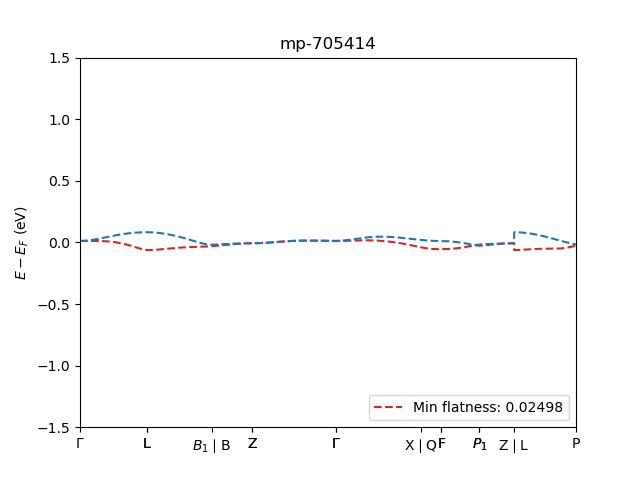 mp-705414
E − E_F (eV)
1.5
1.0
0.5
0.0
−0.5
−1.0
−1.5
Min flatness: 0.02498
Γ L B₁ | B Z Γ X | Q F P₁ Z | L P